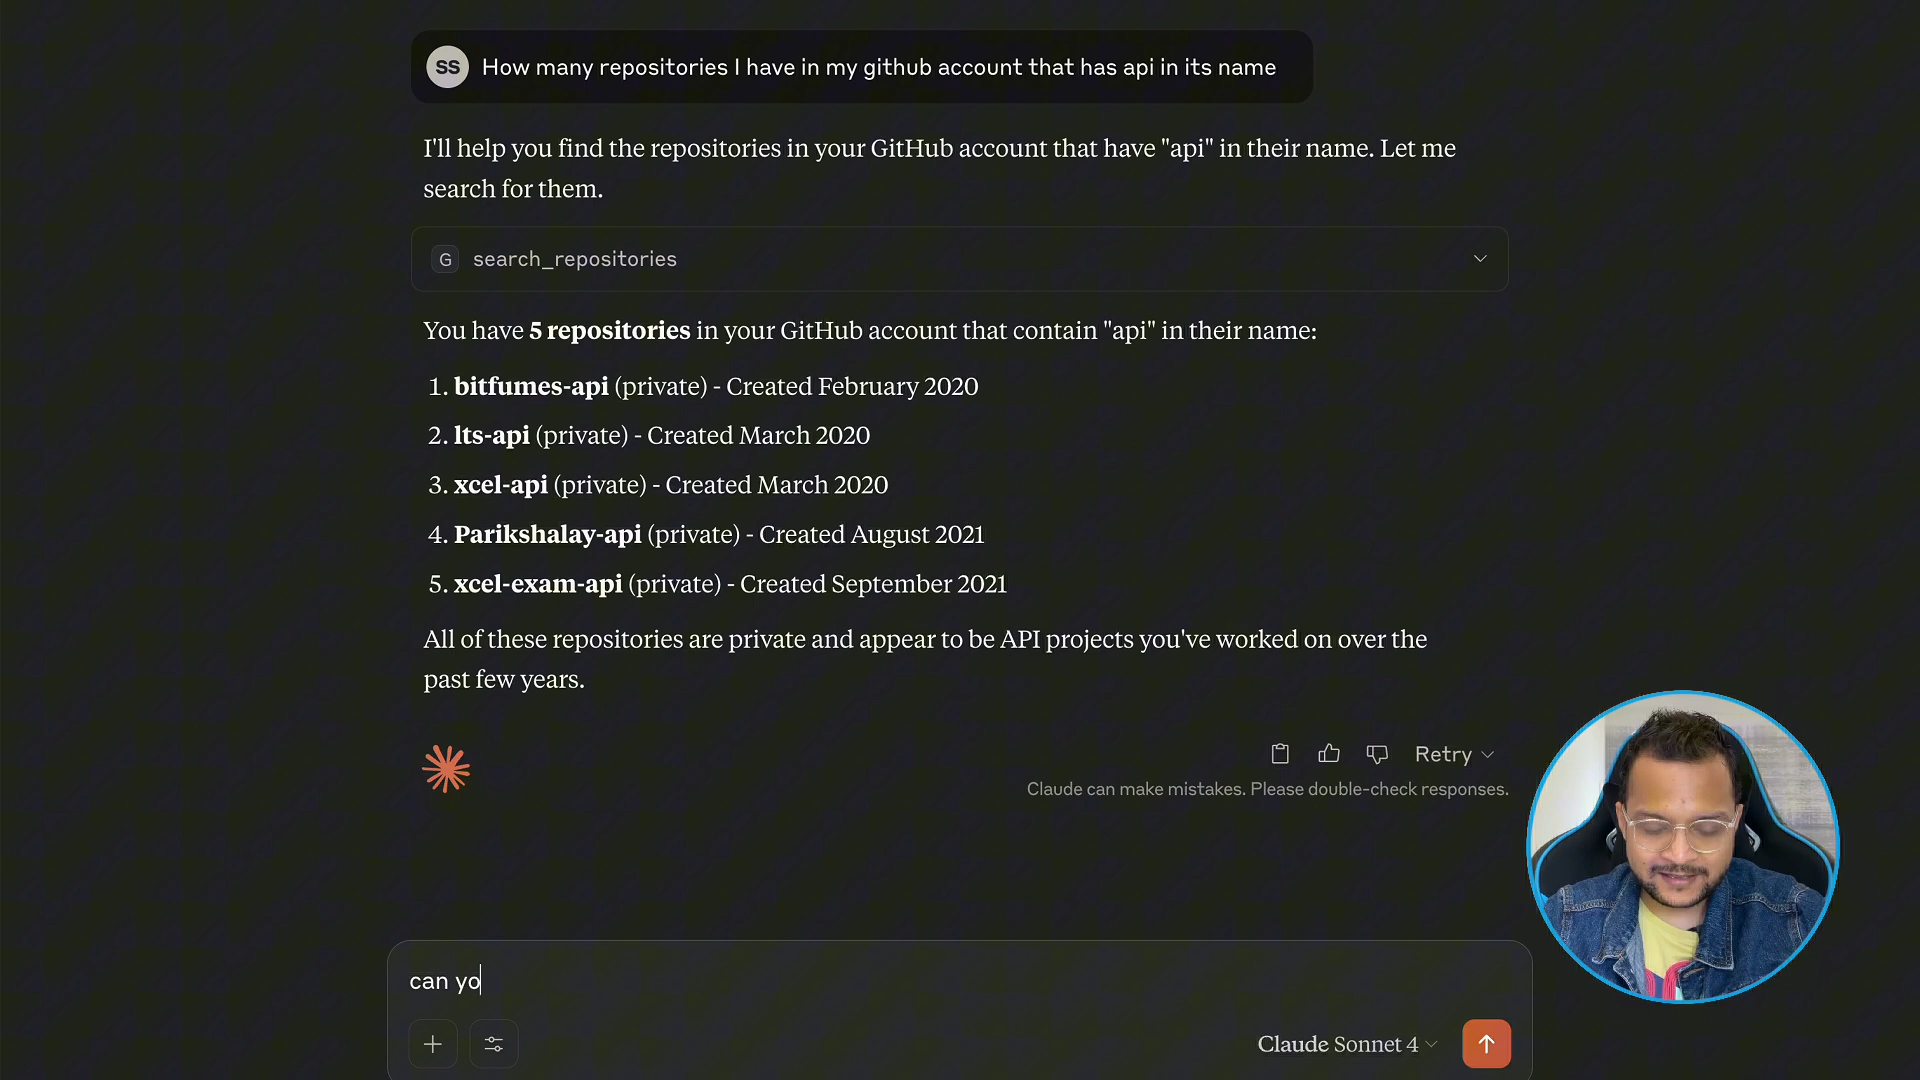 SS How many repositories I have in my github account that has api in its name
I'll help you find the repositories in your GitHub account that have "api" in their name. Let me
search for them.
G search_repositories
You have 5 repositories in your GitHub account that contain "api" in their name:
1. bitfumes-api (private) - Created February 2020
2. lts-api (private) - Created March 2020
3. xcel-api (private) - Created March 2020
4. Parikshalay-api (private) - Created August 2021
5. xcel-exam-api (private) - Created September 2021
All of these repositories are private and appear to be API projects you've worked on over the
past few years.
Retry
Claude can make mistakes. Please double-check responses.
can yo
Claude Sonnet 4